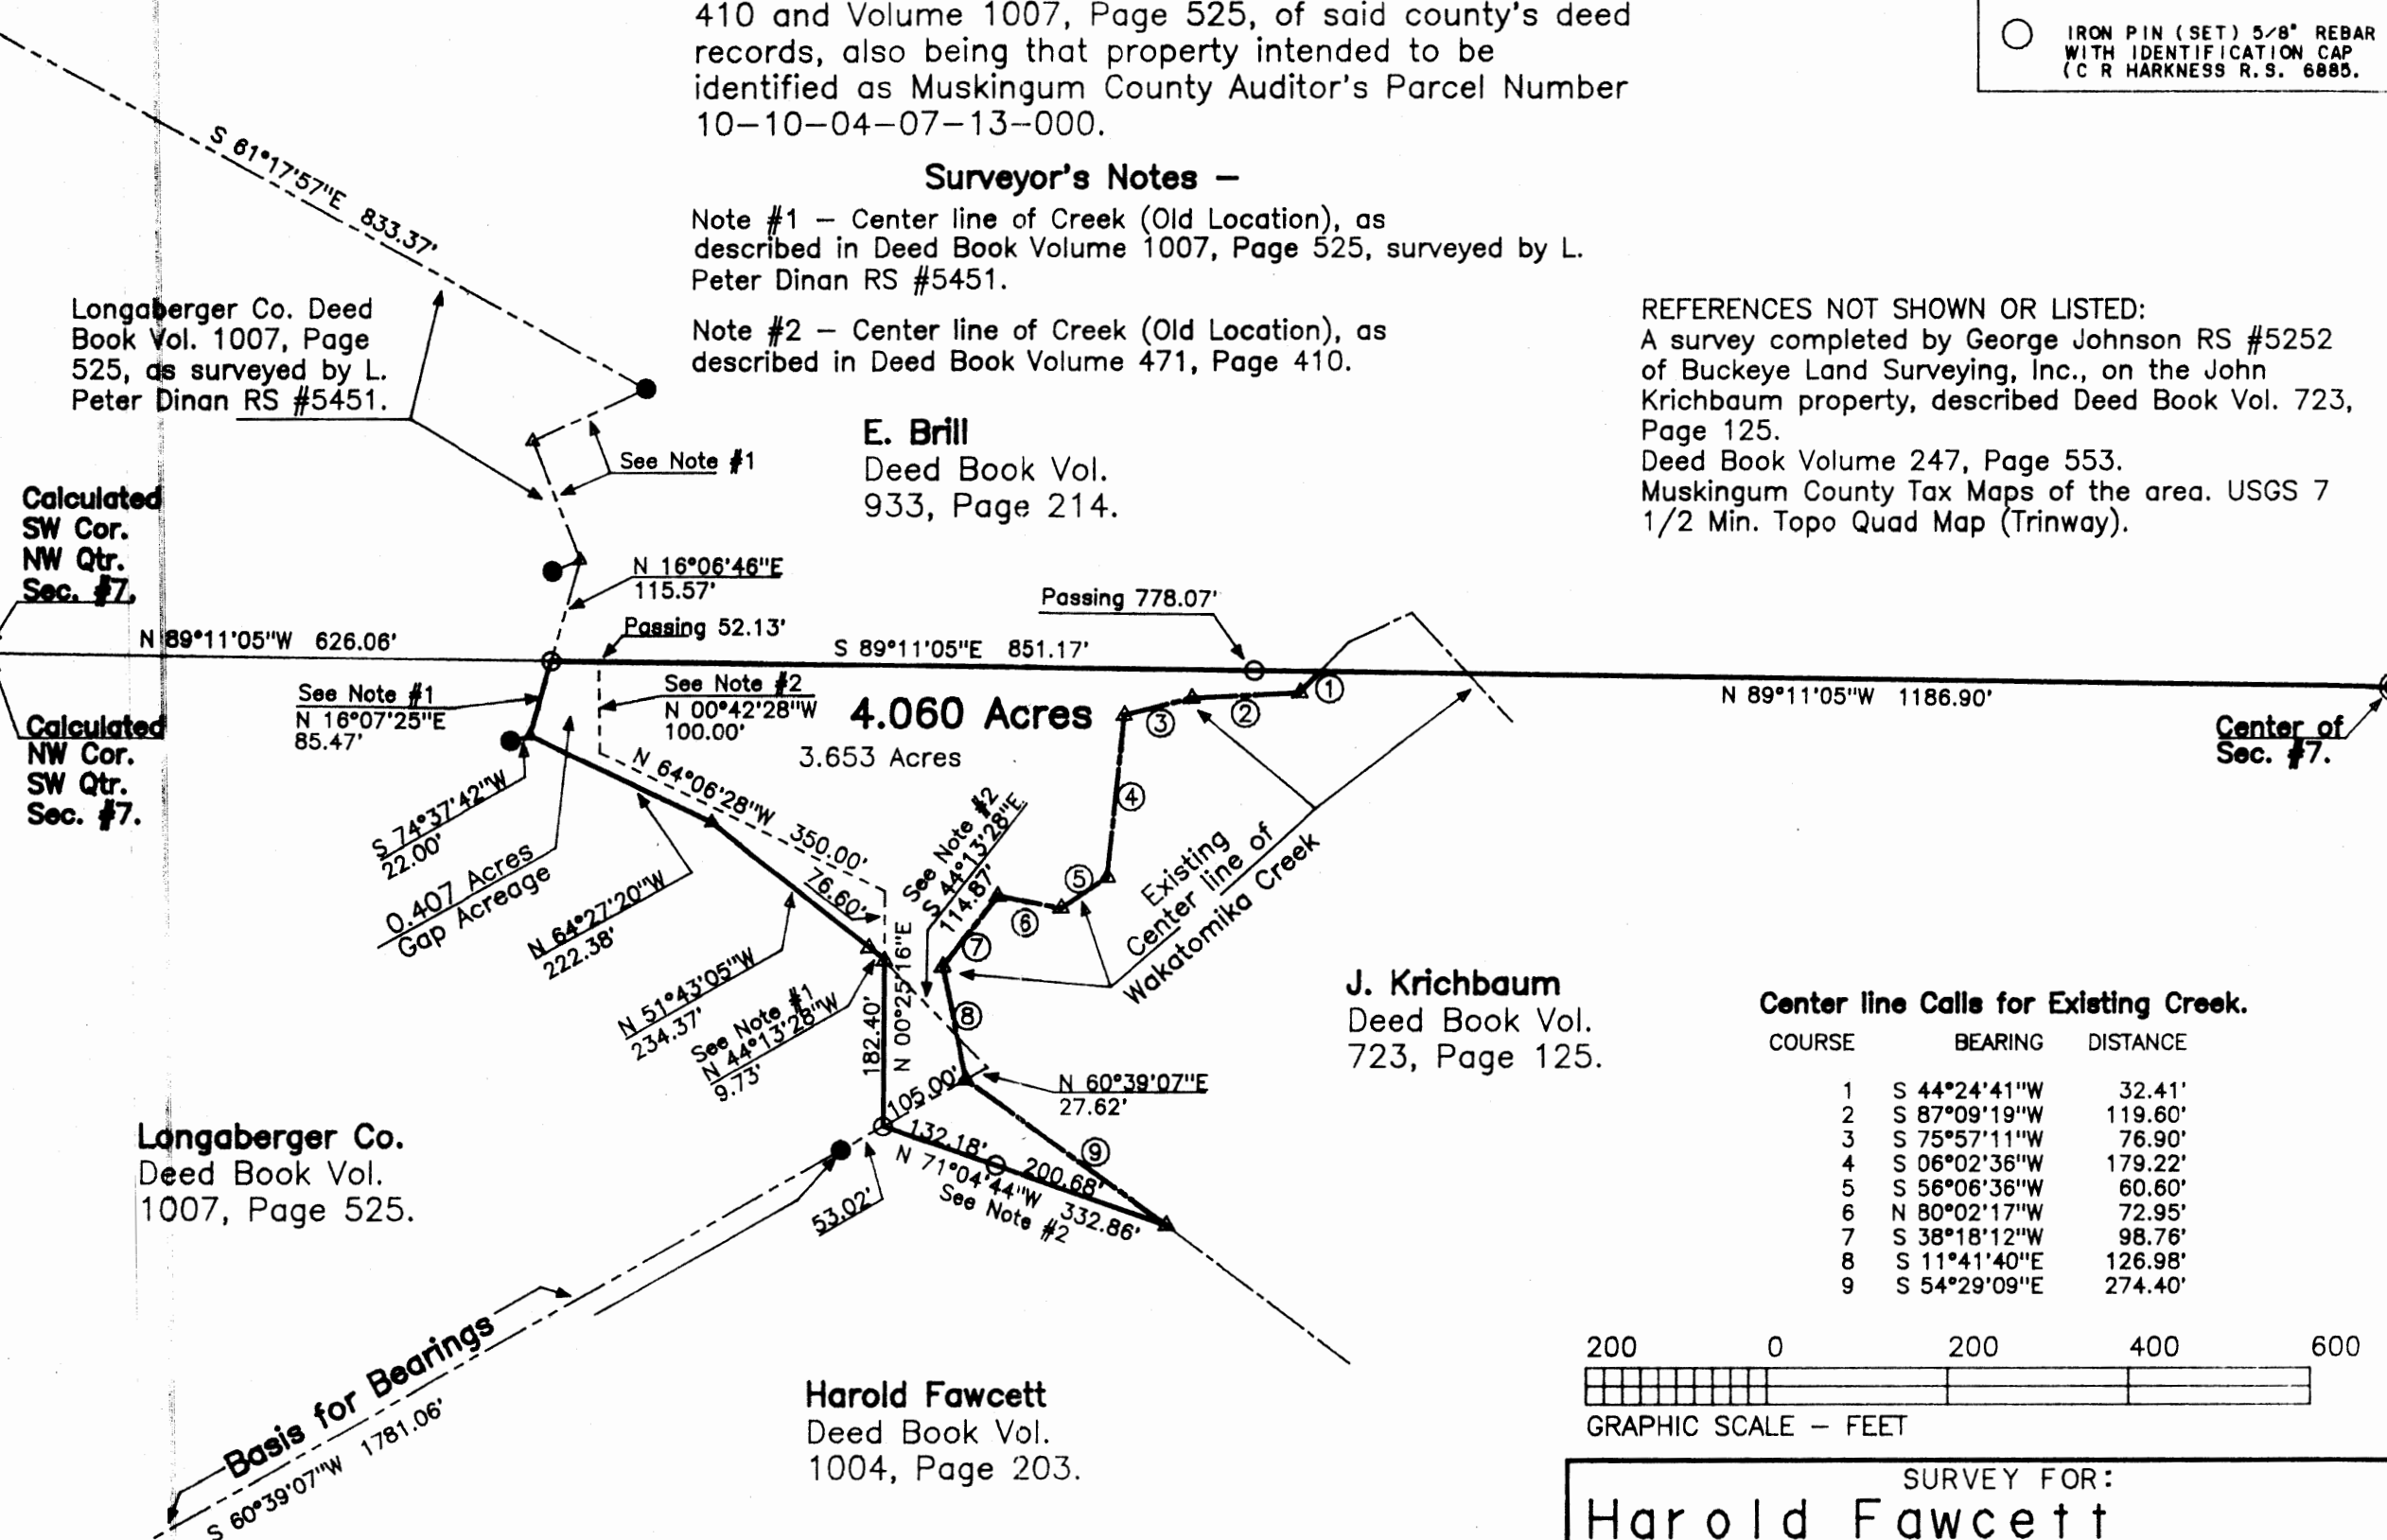 410 and Volume 1007, Page 525, of said county's deed
records, also being that property intended to be
identified as Muskingum County Auditor's Parcel Number
10-10-04-07-13-000.
IRON PIN (SET) 5/8" REBAR
WITH IDENTIFICATION CAP
(C R HARKNESS R.S. 6885.
Surveyor's Notes –
Note #1 – Center line of Creek (Old Location), as
described in Deed Book Volume 1007, Page 525, surveyed by L.
Peter Dinan RS #5451.
Note #2 – Center line of Creek (Old Location), as
described in Deed Book Volume 471, Page 410.
REFERENCES NOT SHOWN OR LISTED:
A survey completed by George Johnson RS #5252
of Buckeye Land Surveying, Inc., on the John
Krichbaum property, described Deed Book Vol. 723,
Page 125.
Deed Book Volume 247, Page 553.
Muskingum County Tax Maps of the area. USGS 7
1/2 Min. Topo Quad Map (Trinway).
S 61°17'57"E 833.37'
Longaberger Co. Deed
Book Vol. 1007, Page
525, as surveyed by L.
Peter Dinan RS #5451.
See Note #1
E. Brill
Deed Book Vol.
933, Page 214.
Calculated
SW Cor.
NW Qtr.
Sec. #7.
N 16°06'46"E
115.57'
Passing 52.13'
Passing 778.07'
N 89°11'05"W 626.06'
S 89°11'05"E 851.17'
N 89°11'05"W 1186.90'
Center of
Sec. #7.
Calculated
NW Cor.
SW Qtr.
Sec. #7.
See Note #1
N 16°07'25"E
85.47'
See Note #2
N 00°42'28"W
100.00'
4.060 Acres
3.653 Acres
1
2
3
4
5
6
7
8
9
S 74°37'42"W
22.00'
0.407 Acres
Gap Acreage
N 64°06'28"W 350.00'
N 64°27'20"W
222.38'
76.60'
N 51°43'05"W
234.37'
See Note #1
N 44°13'28"W
9.73'
See Note #2
S 44°13'28"E
114.87'
Existing
Center line of
Wakatomika Creek
182.40'
N 00°25'16"E
105.00'
N 60°39'07"E
27.62'
132.18'
200.68'
N 71°04'44"W 332.86'
See Note #2
53.02'
J. Krichbaum
Deed Book Vol.
723, Page 125.
Longaberger Co.
Deed Book Vol.
1007, Page 525.
Basis for Bearings
S 60°39'07"W 1781.06'
Harold Fawcett
Deed Book Vol.
1004, Page 203.
Center line Calls for Existing Creek.
COURSE BEARING DISTANCE
1 S 44°24'41"W 32.41'
2 S 87°09'19"W 119.60'
3 S 75°57'11"W 76.90'
4 S 06°02'36"W 179.22'
5 S 56°06'36"W 60.60'
6 N 80°02'17"W 72.95'
7 S 38°18'12"W 98.76'
8 S 11°41'40"E 126.98'
9 S 54°29'09"E 274.40'
200 0 200 400 600
GRAPHIC SCALE – FEET
SURVEY FOR:
Harold Fawcett